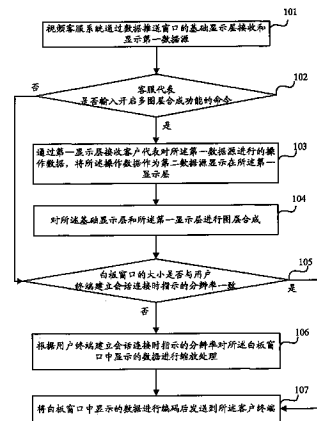 101
视频客服系统通过数据推送窗口的基础显示层接收和
显示第一数据源
102
否
客服代表
是否输入开启多图层合成功能的命令
是
103
通过第一显示层接收客户代表对所述第一数据源进行的操
作数据，将所述操作数据作为第二数据源显示在所述第一
显示层
104
对所述基础显示层和所述第一显示层进行图层合成
105
白板窗口的大小是否与用户
终端建立会话连接时指示的分辨率一致
是
否
106
根据用户终端建立会话连接时指示的分辨率对所述白板窗
口中显示的数据进行缩放处理
107
将白板窗口中显示的数据进行编码后发送到所述客户终端